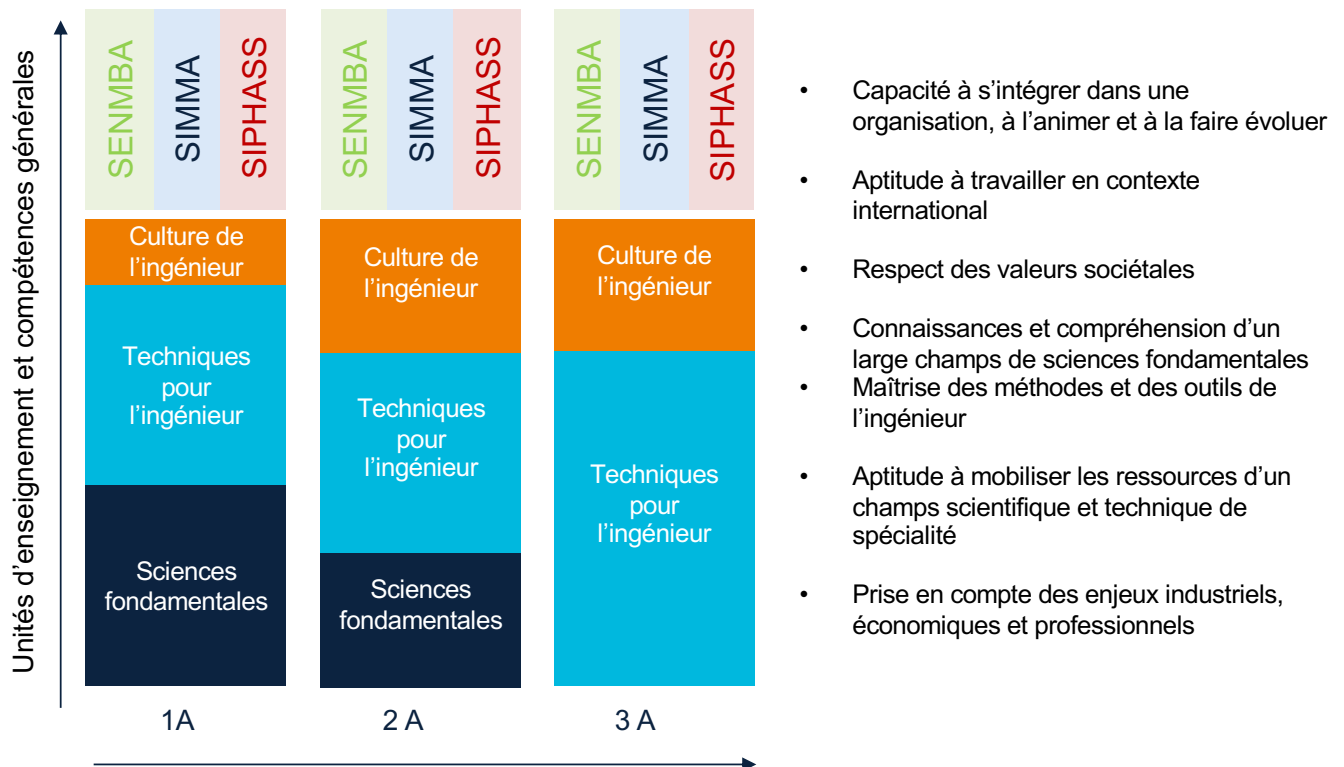 Unités d'enseignement et compétences générales
SENMBA
SIMMA
SIPHASS
Culture de
l'ingénieur
Techniques
pour
l'ingénieur
Sciences
fondamentales
1A
SENMBA
SIMMA
SIPHASS
Culture de
l'ingénieur
Techniques
pour
l'ingénieur
Sciences
fondamentales
2 A
SENMBA
SIMMA
SIPHASS
Culture de
l'ingénieur
Techniques
pour
l'ingénieur
3 A
• Capacité à s'intégrer dans une
organisation, à l'animer et à la faire évoluer
• Aptitude à travailler en contexte
international
• Respect des valeurs sociétales
• Connaissances et compréhension d'un
large champs de sciences fondamentales
• Maîtrise des méthodes et des outils de
l'ingénieur
• Aptitude à mobiliser les ressources d'un
champs scientifique et technique de
spécialité
• Prise en compte des enjeux industriels,
économiques et professionnels